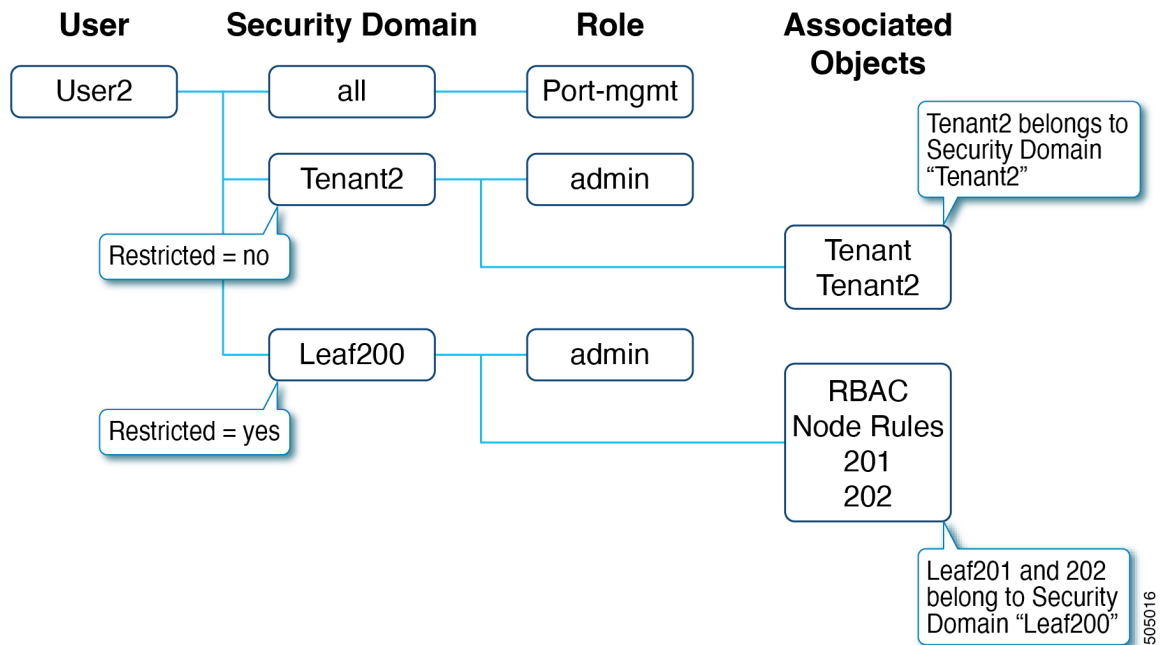 User
Security Domain
Role
Associated
Objects
User2
all
Port-mgmt
Tenant2 belongs to
Security Domain
“Tenant2”
Tenant2
admin
Restricted = no
Tenant
Tenant2
Leaf200
admin
Restricted = yes
RBAC
Node Rules
201
202
Leaf201 and 202
belong to Security
Domain “Leaf200”
505016